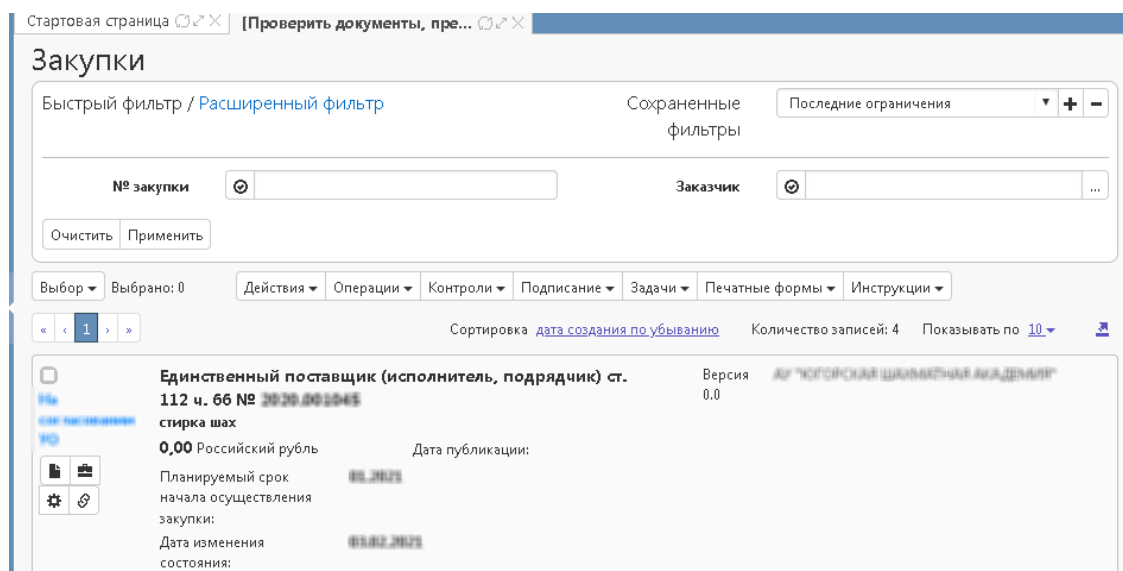 Стартовая страница [Проверить документы, пре...
Закупки
Быстрый фильтр / Расширенный фильтр Сохраненные фильтры Последние ограничения
№ закупки Заказчик ...
Очистить Применить
Выбор Выбрано: 0 Действия Операции Контроли Подписание Задачи Печатные формы Инструкции
« ‹ 1 › » Сортировка дата создания по убыванию Количество записей: 4 Показывать по 10
Единственный поставщик (исполнитель, подрядчик) ст. Версия
112 ч. 66 № 0.0
стирка шах
0,00 Российский рубль Дата публикации:
Планируемый срок
начала осуществления
закупки:
Дата изменения
состояния: